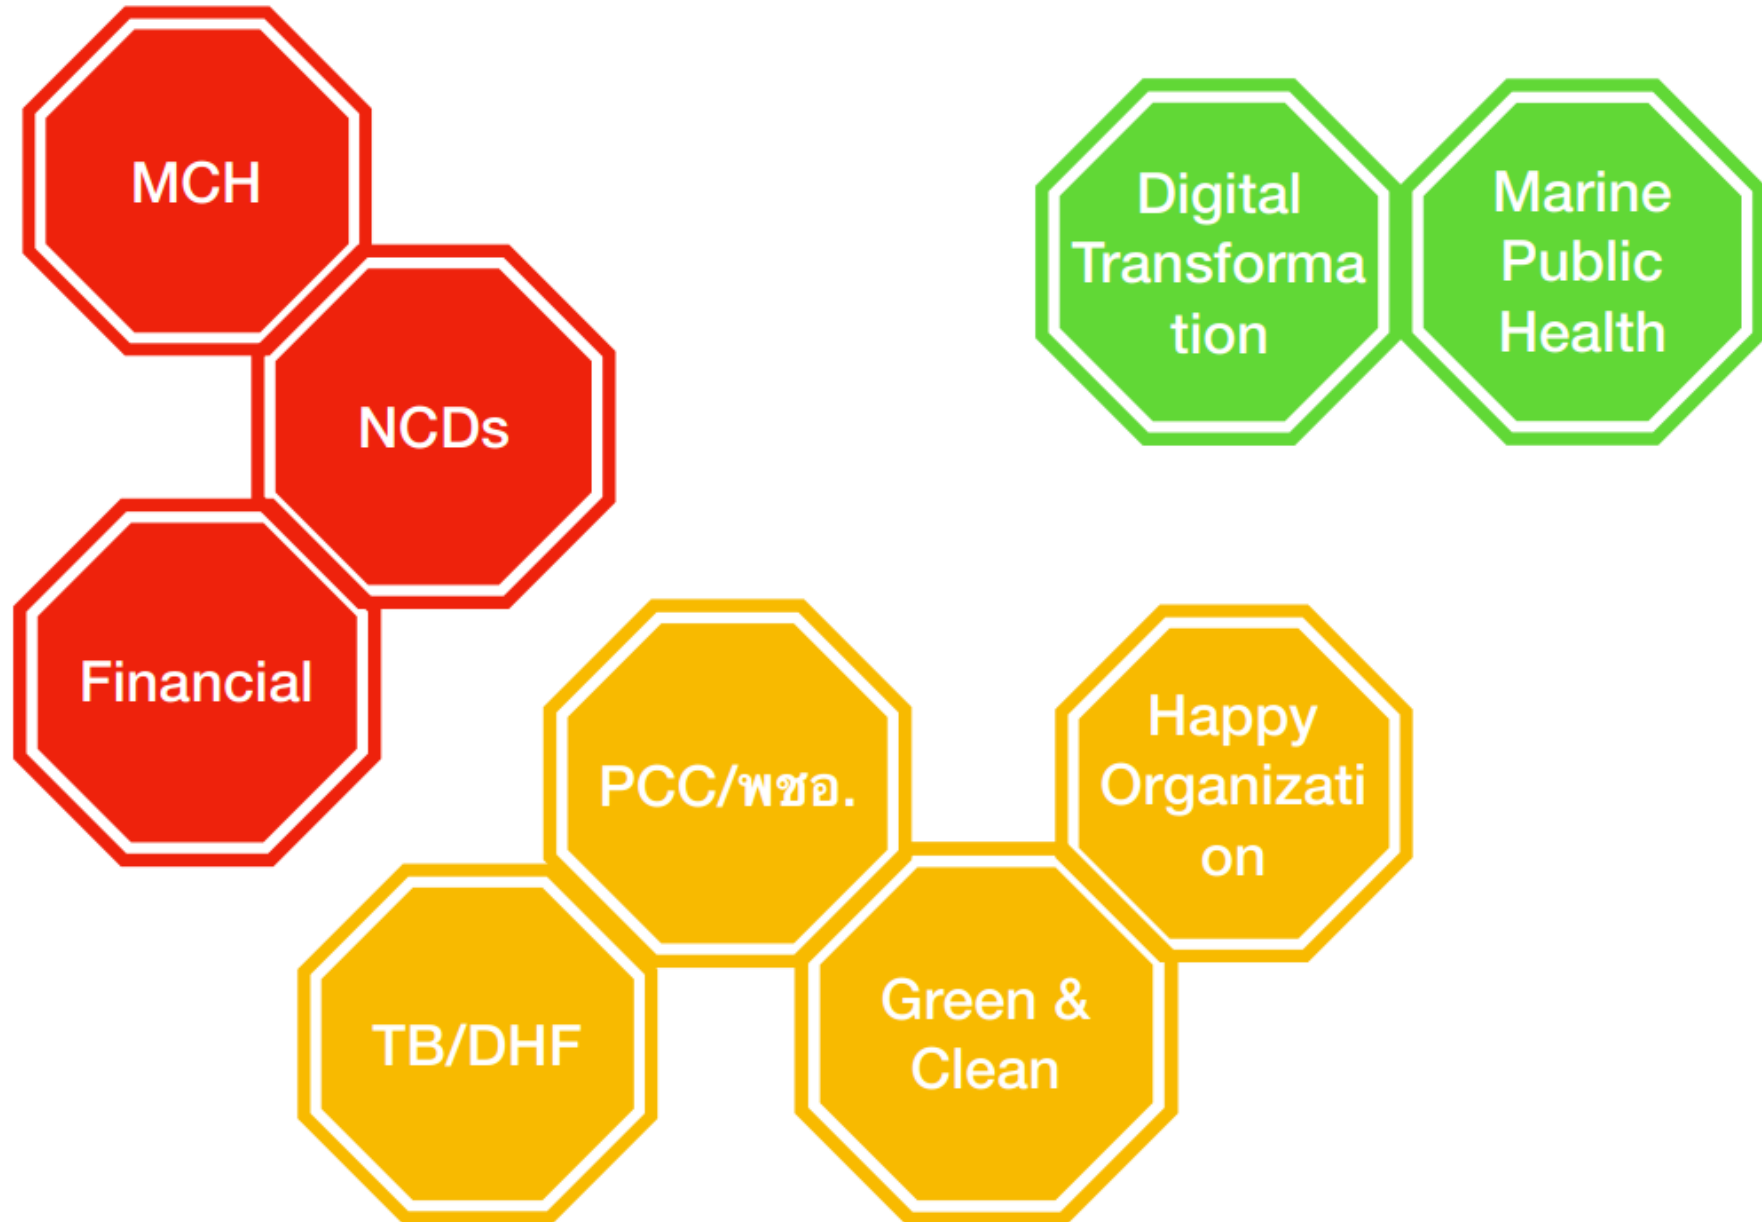 MCH
NCDs
Financial
Digital
Transforma
tion
Marine
Public
Health
PCC/พชอ.
Happy
Organizati
on
TB/DHF
Green &
Clean